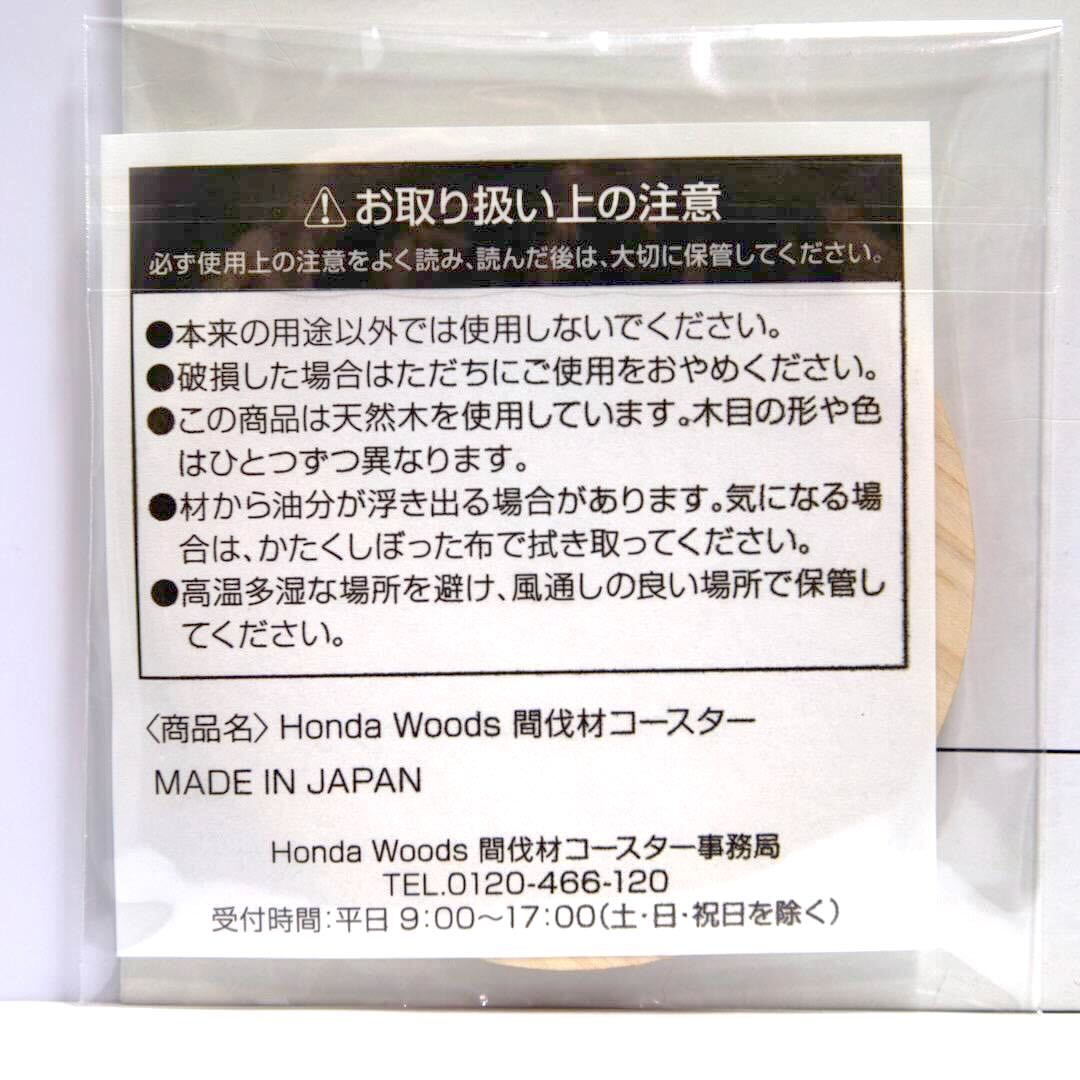 ⚠お取り扱い上の注意
必ず使用上の注意をよく読み、読んだ後は、大切に保管してください。
●本来の用途以外では使用しないでください。
●破損した場合はただちにご使用をおやめください。
●この商品は天然木を使用しています。木目の形や色
はひとつずつ異なります。
●材から油分が浮き出る場合があります。気になる場
合は、かたくしぼった布で拭き取ってください。
●高温多湿な場所を避け、風通しの良い場所で保管し
てください。
〈商品名〉Honda Woods 間伐材コースター
MADE IN JAPAN
Honda Woods 間伐材コースター事務局
TEL.0120-466-120
受付時間:平日 9:00〜17:00(土・日・祝日を除く)